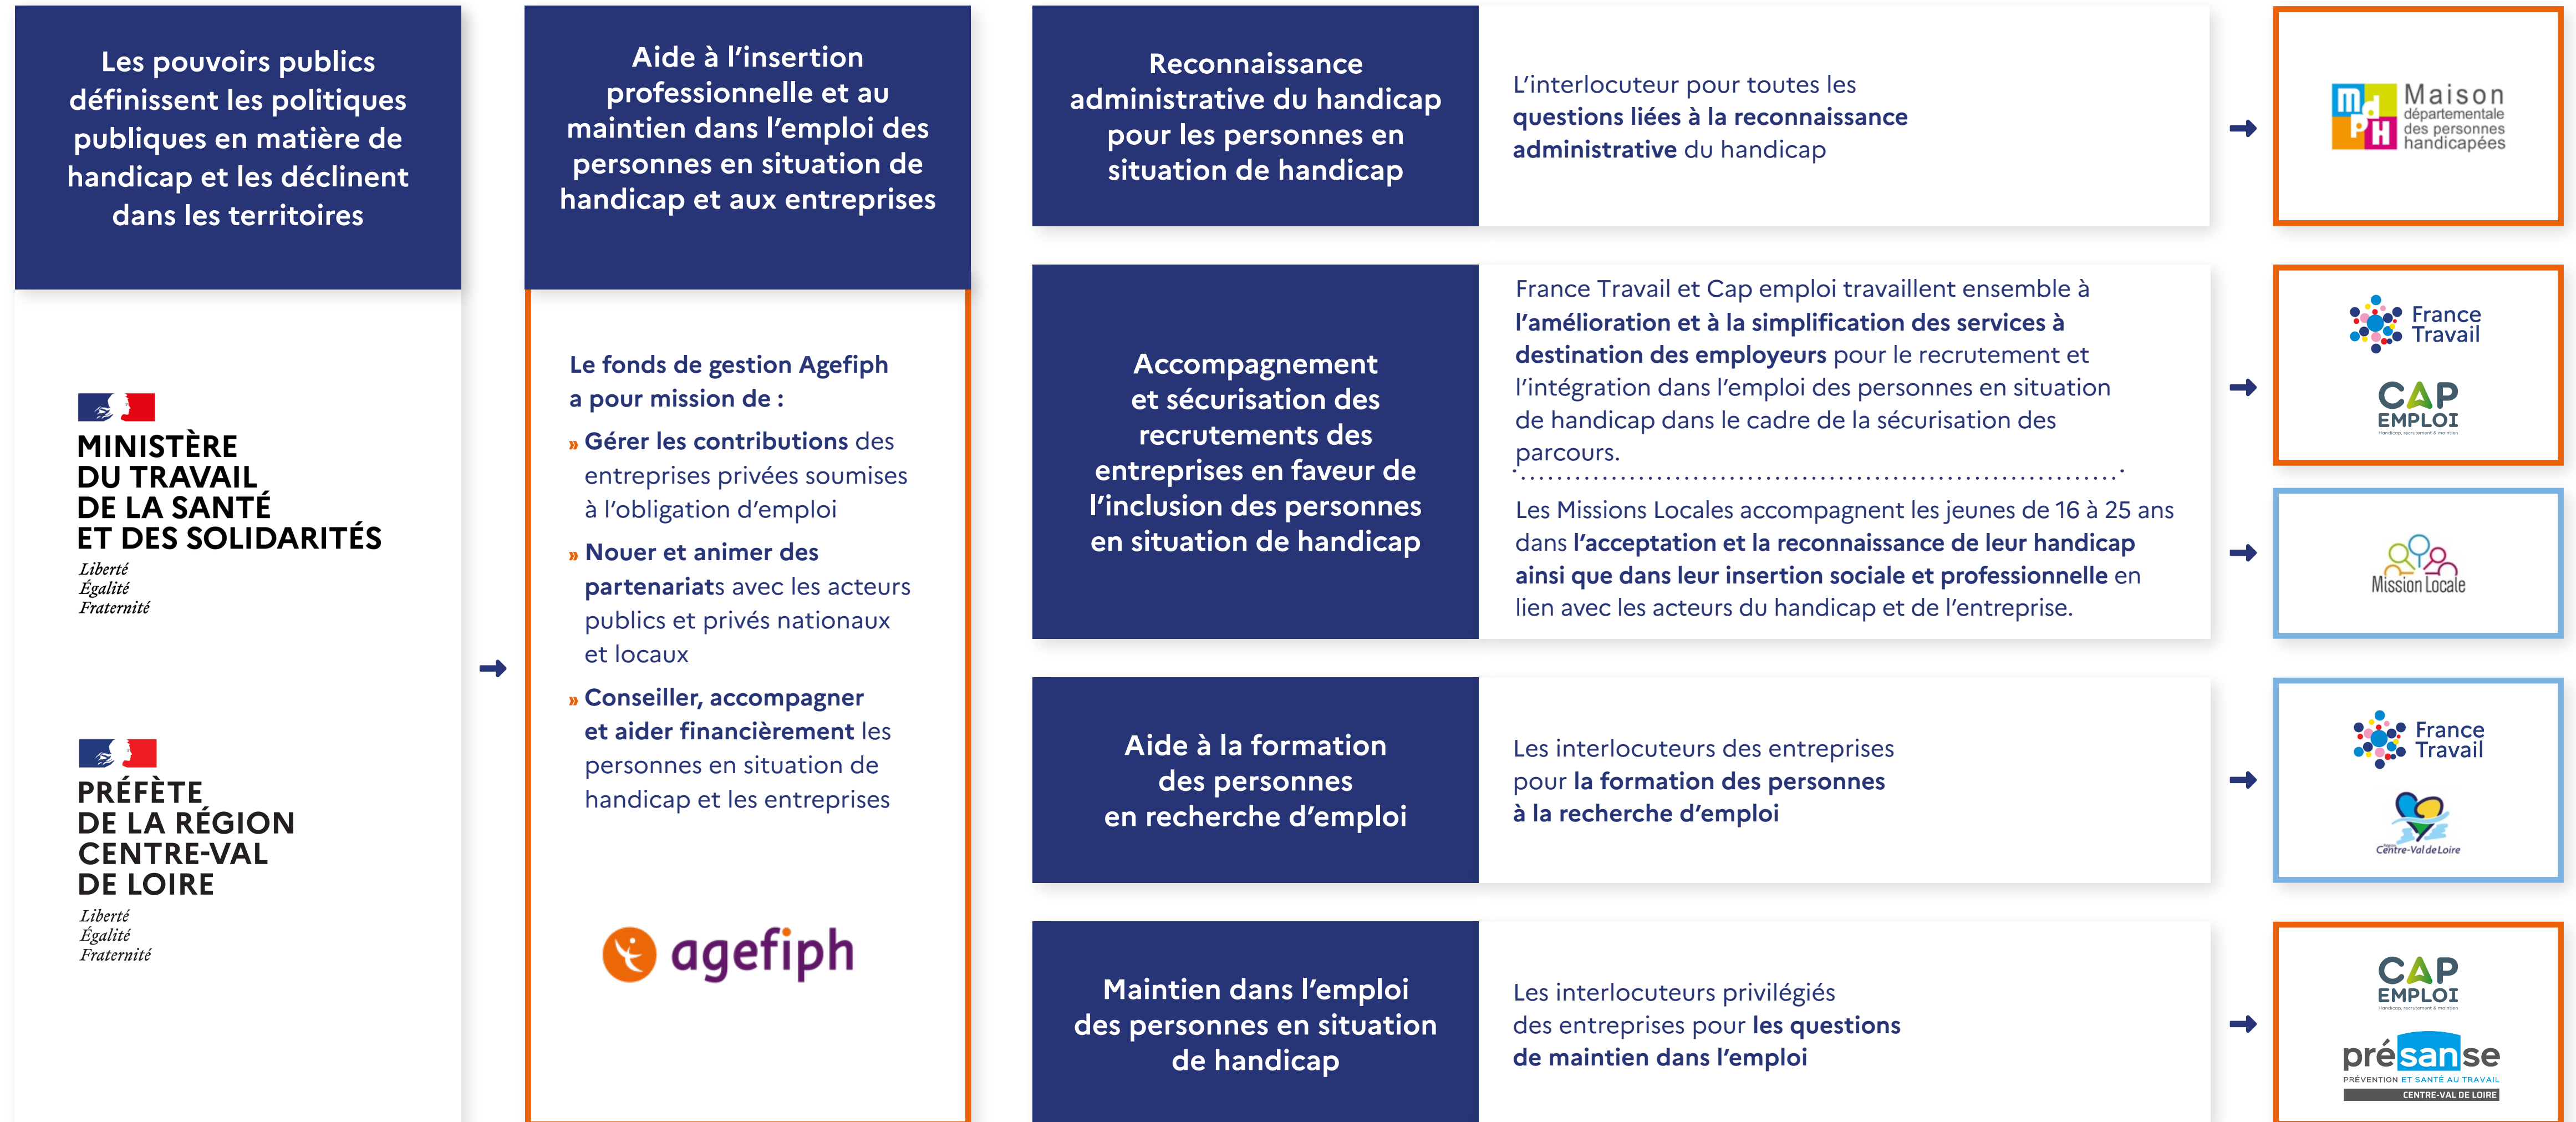 Les pouvoirs publics
définissent les politiques
publiques en matière de
handicap et les déclinent
dans les territoires
MINISTÈRE
DU TRAVAIL
DE LA SANTÉ
ET DES SOLIDARITÉS
Liberté
Égalité
Fraternité
PRÉFÈTE
DE LA RÉGION
CENTRE-VAL
DE LOIRE
Liberté
Égalité
Fraternité
Aide à l’insertion
professionnelle et au
maintien dans l’emploi des
personnes en situation de
handicap et aux entreprises
Le fonds de gestion Agefiph
a pour mission de :
» Gérer les contributions des
entreprises privées soumises
à l’obligation d’emploi
» Nouer et animer des
partenariats avec les acteurs
publics et privés nationaux
et locaux
» Conseiller, accompagner
et aider financièrement les
personnes en situation de
handicap et les entreprises
agefiph
Reconnaissance
administrative du handicap
pour les personnes en
situation de handicap
L’interlocuteur pour toutes les
questions liées à la reconnaissance
administrative du handicap
mdPH
Maison
départementale
des personnes
handicapées
Accompagnement
et sécurisation des
recrutements des
entreprises en faveur de
l’inclusion des personnes
en situation de handicap
France Travail et Cap emploi travaillent ensemble à
l’amélioration et à la simplification des services à
destination des employeurs pour le recrutement et
l’intégration dans l’emploi des personnes en situation
de handicap dans le cadre de la sécurisation des
parcours.
France
Travail
CAP
EMPLOI
Handicap, recrutement & maintien
Les Missions Locales accompagnent les jeunes de 16 à 25 ans
dans l’acceptation et la reconnaissance de leur handicap
ainsi que dans leur insertion sociale et professionnelle en
lien avec les acteurs du handicap et de l’entreprise.
Mission Locale
Aide à la formation
des personnes
en recherche d’emploi
Les interlocuteurs des entreprises
pour la formation des personnes
à la recherche d’emploi
France
Travail
Centre-Val de Loire
Maintien dans l’emploi
des personnes en situation
de handicap
Les interlocuteurs privilégiés
des entreprises pour les questions
de maintien dans l’emploi
CAP
EMPLOI
Handicap, recrutement & maintien
présanse
PRÉVENTION ET SANTÉ AU TRAVAIL
CENTRE-VAL DE LOIRE